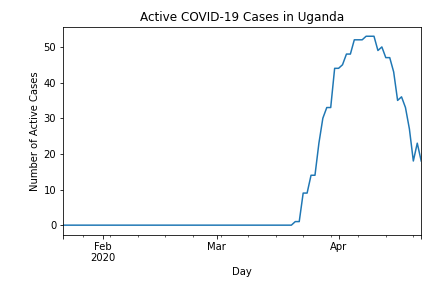 Active COVID-19 Cases in Uganda
50
40
30
20
10
0
Number of Active Cases
Feb
2020
Mar
Apr
Day